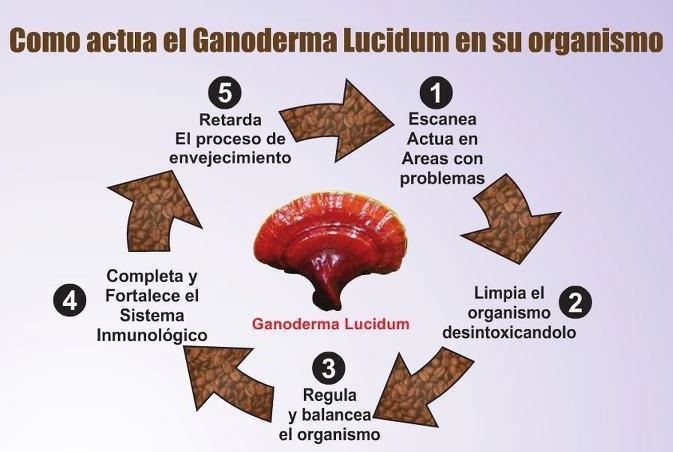 Como actua el Ganoderma Lucidum en su organismo
1
Escanea
Actua en
Areas con
problemas
2
Limpia el
organismo
desintoxicandolo
3
Regula
y balancea
el organismo
4
Completa y
Fortalece el
Sistema
Inmunológico
5
Retarda
El proceso de
envejecimiento
Ganoderma Lucidum